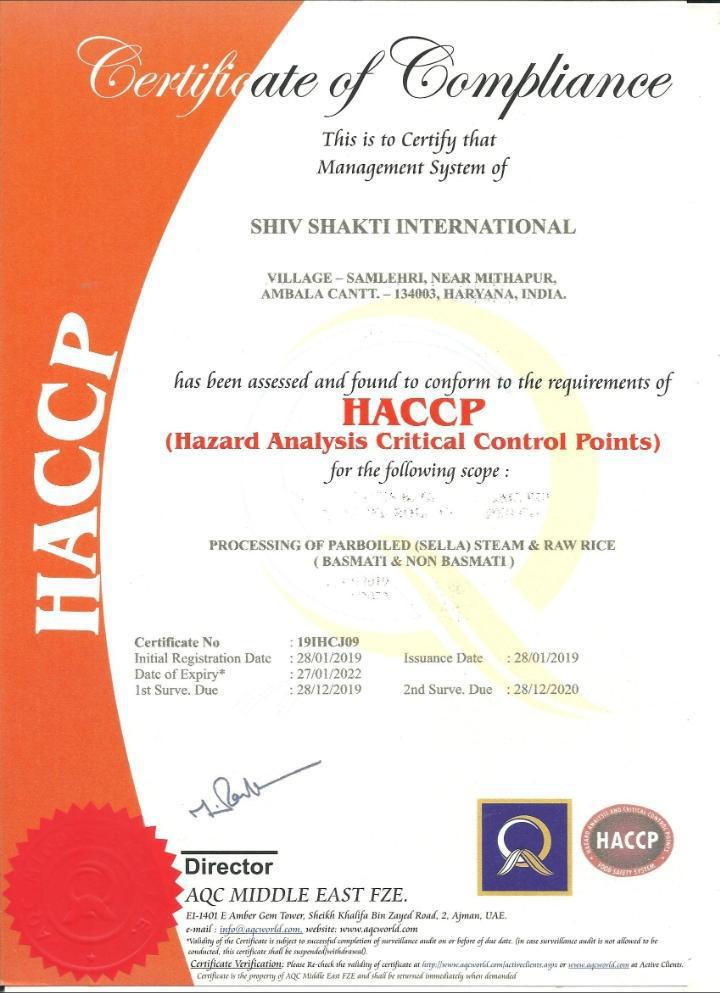 Certificate of Compliance
This is to Certify that
Management System of
SHIV SHAKTI INTERNATIONAL
VILLAGE – SAMLEHRI, NEAR MITHAPUR,
AMBALA CANTT. – 134003, HARYANA, INDIA.
has been assessed and found to conform to the requirements of
HACCP
(Hazard Analysis Critical Control Points)
for the following scope :
PROCESSING OF PARBOILED (SELLA) STEAM & RAW RICE
( BASMATI & NON BASMATI )
HACCP
Certificate No : 19IHCJ09
Initial Registration Date : 28/01/2019 Issuance Date : 28/01/2019
Date of Expiry* : 27/01/2022
1st Surve. Due : 28/12/2019 2nd Surve. Due : 28/12/2020
HAZARD ANALYSIS AND CRITICAL CONTROL POINTS
HACCP
FOOD SAFETY SYSTEM
Director
AQC MIDDLE EAST FZE.
E1-1401 E Amber Gem Tower, Sheikh Khalifa Bin Zayed Road, 2, Ajman, UAE.
e-mail : info@aqcworld.com, website: www.aqcworld.com
*Validity of the Certificate is subject to successful completion of surveillance audit on or before of due date. (in case surveillance audit is not allowed to be
conducted, this certificate shall be suspended/withdrawal).
Certificate Verification: Please Re-check the validity of certificate at http://www.aqcworld.com/activeclients.aspx or www.aqcworld.com at Active Clients.
Certificate is the property of AQC Middle East FZE and shall be returned immediately when demanded